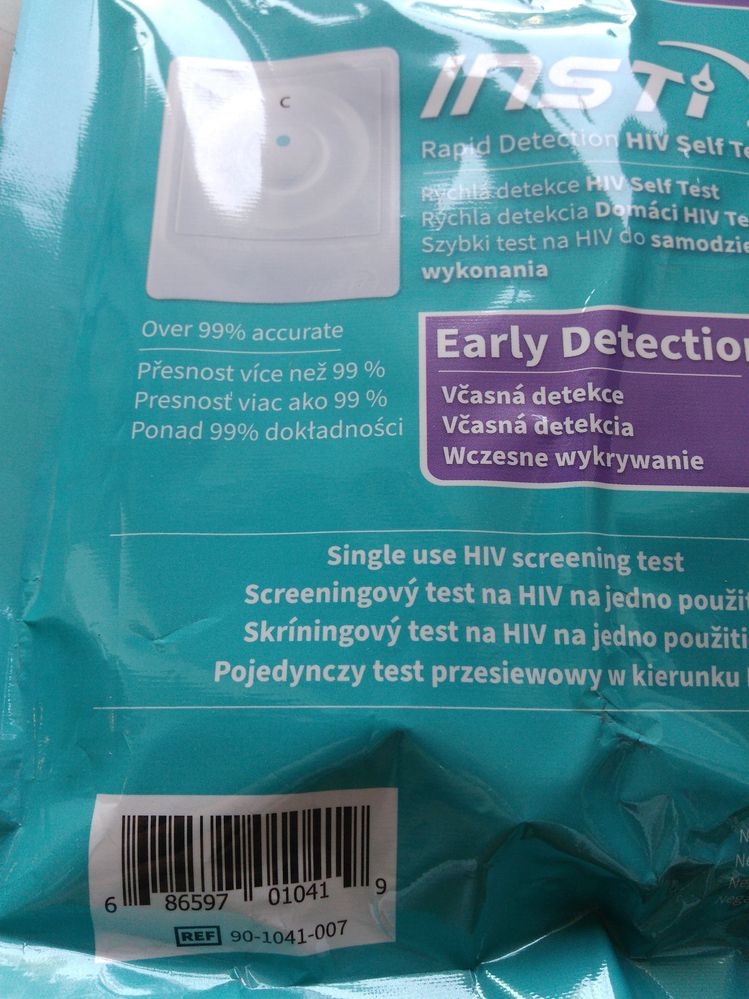 C
INSTI
Rapid Detection HIV Self Te
Rychlá detekce HIV Self Test
Rýchla detekcia Domáci HIV Te
Szybki test na HIV do samodzie
wykonania
Over 99% accurate
Přesnost více než 99 %
Presnosť viac ako 99 %
Ponad 99% dokładności
Early Detection
Včasná detekce
Včasná detekcia
Wczesne wykrywanie
Single use HIV screening test
Screeningový test na HIV na jedno použit
Skríningový test na HIV na jedno použiti
Pojedynczy test przesiewowy w kierunku
6 86597 01041 9
REF 90-1041-007